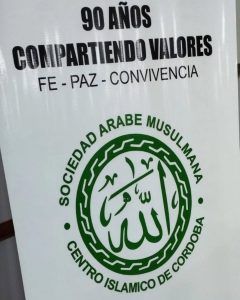 90 AÑOS
COMPARTIENDO VALORES
FE - PAZ - CONVIVENCIA
SOCIEDAD ARABE MUSULMANA
الله
CENTRO ISLAMICO DE CORDOBA